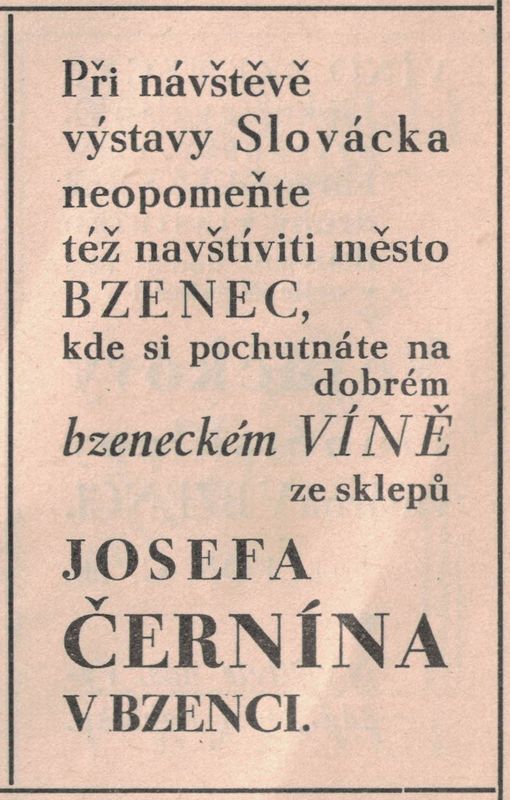 Při návštěvě
výstavy Slovácka
neopomeňte
též navštíviti město
BZENEC,
kde si pochutnáte na
dobrém
bzeneckém VÍNĚ
ze sklepů
JOSEFA
ČERNÍNA
V BZENCI.